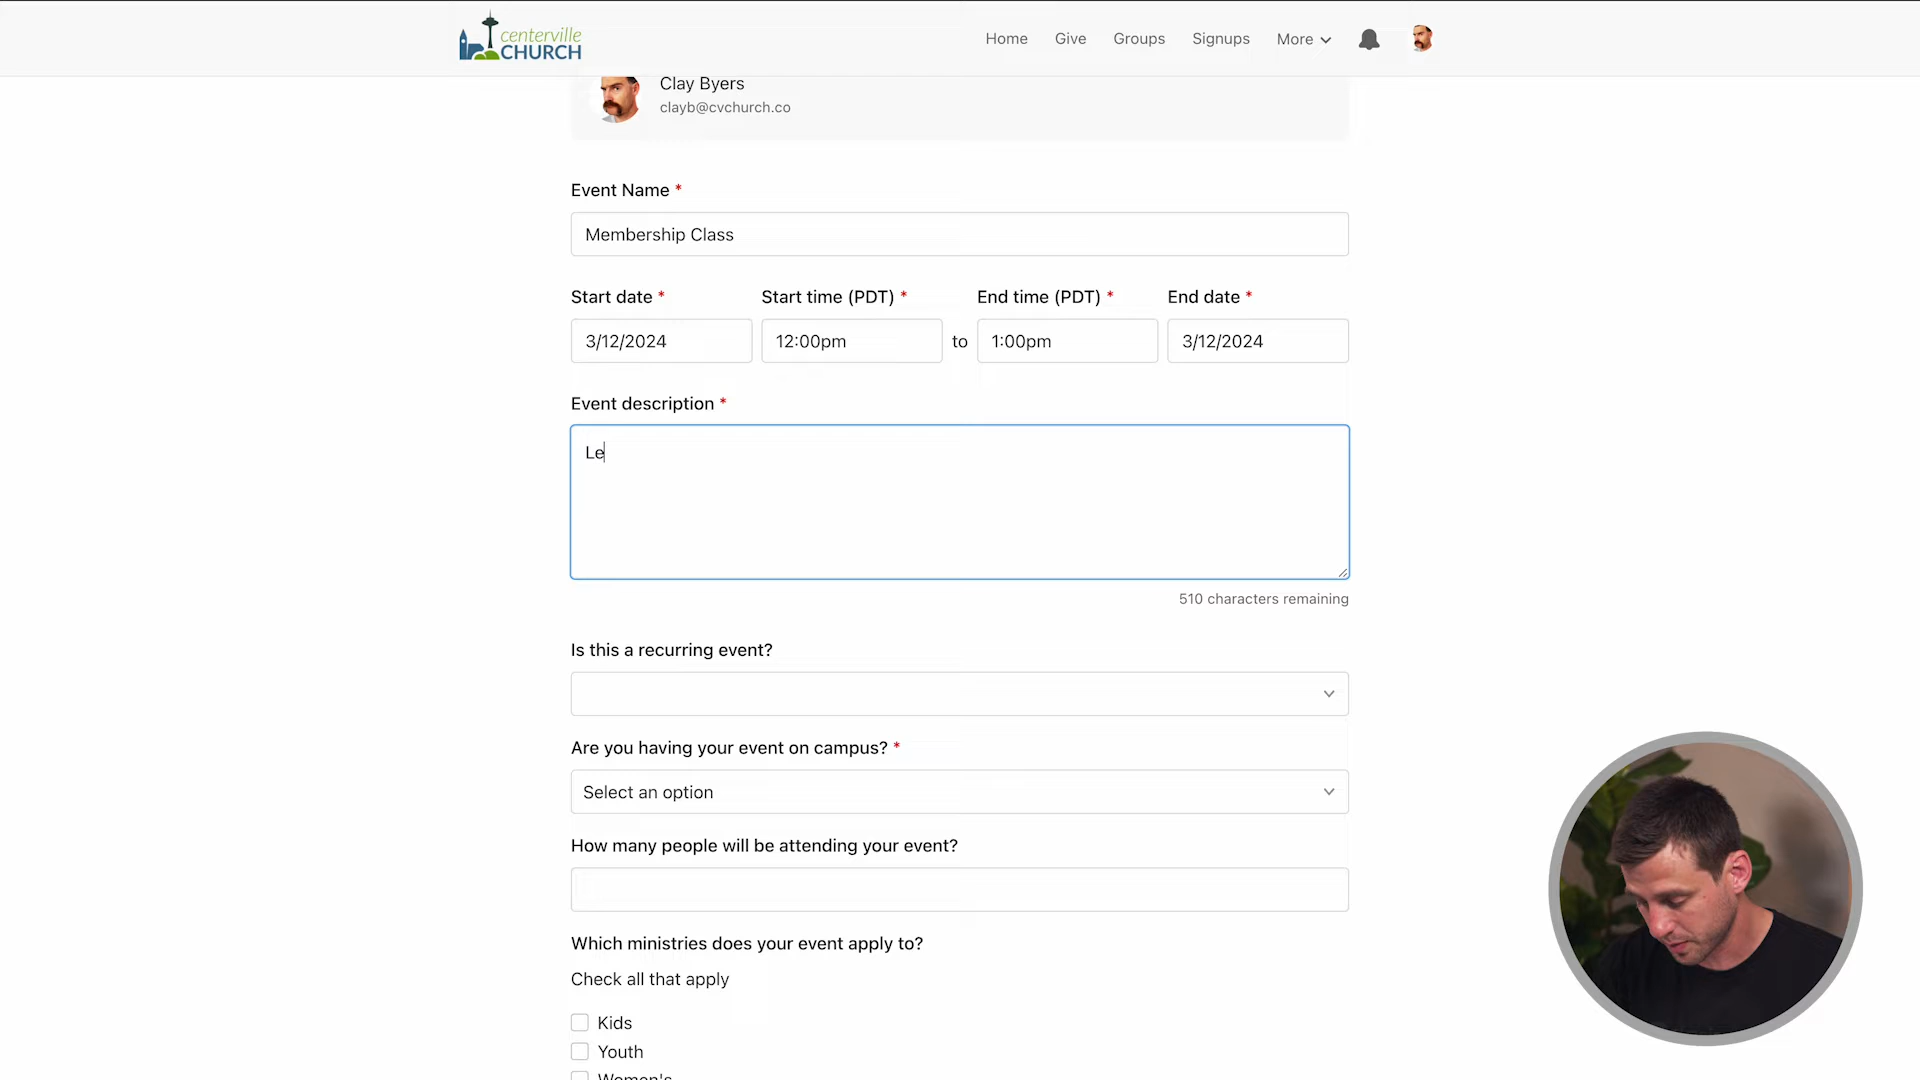 centerville
CHURCH
Home Give Groups Signups More
Clay Byers
clayb@cvchurch.co
Event Name *
Membership Class
Start date * Start time (PDT) * End time (PDT) * End date *
3/12/2024 12:00pm to 1:00pm 3/12/2024
Event description *
Le
510 characters remaining
Is this a recurring event?
Are you having your event on campus? *
Select an option
How many people will be attending your event?
Which ministries does your event apply to?
Check all that apply
Kids
Youth
Women's